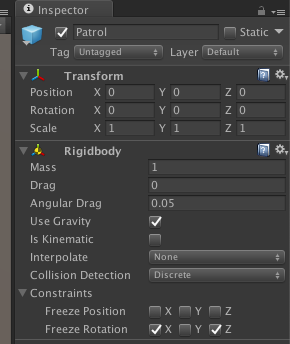 Inspector
Patrol Static
Tag Untagged Layer Default
Transform
Position X 0 Y 0 Z 0
Rotation X 0 Y 0 Z 0
Scale X 1 Y 1 Z 1
Rigidbody
Mass 1
Drag 0
Angular Drag 0.05
Use Gravity
Is Kinematic
Interpolate None
Collision Detection Discrete
Constraints
Freeze Position X Y Z
Freeze Rotation X Y Z